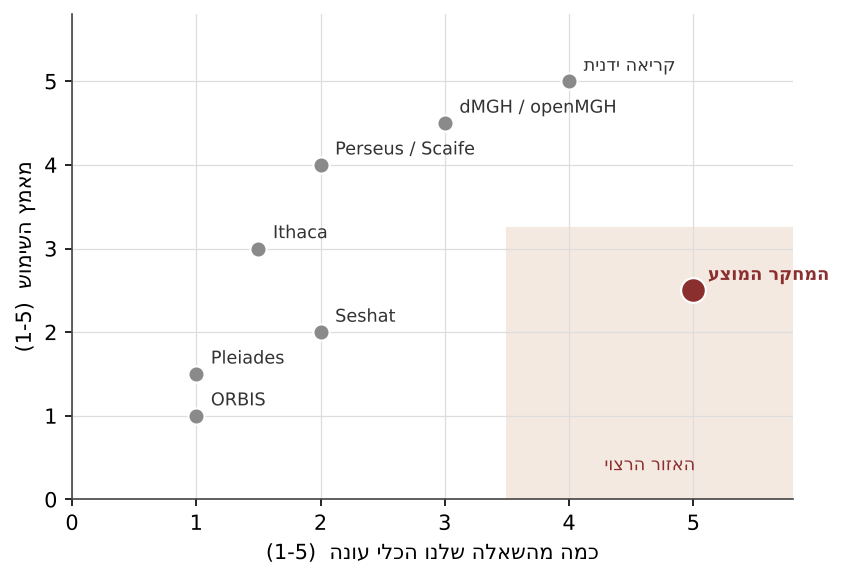 קריאה ידנית
dMGH / openMGH
Perseus / Scaife
Ithaca
המחקר המוצע
Seshat
Pleiades
ORBIS
האזור הרצוי
מאמץ השימוש (1-5)
5
4
3
2
1
0
0 1 2 3 4 5
כמה מהשאלה שלנו הכלי עונה (1-5)